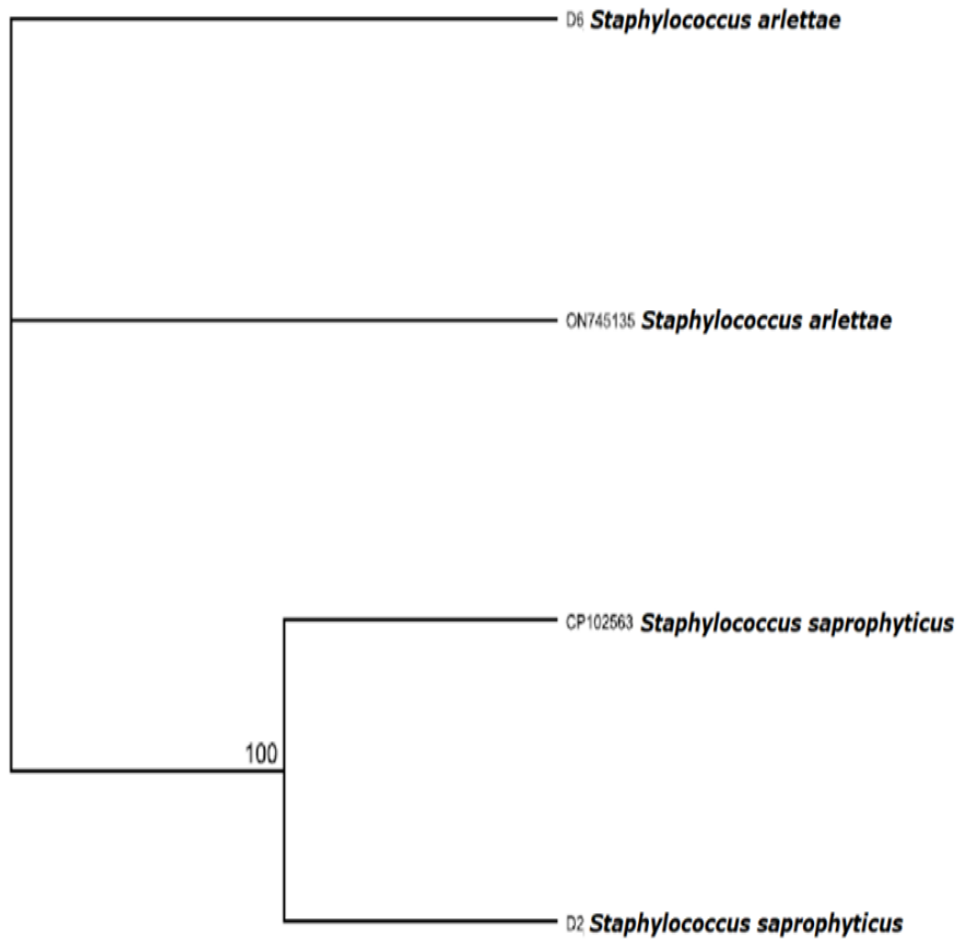 D6 Staphylococcus arlettae
ON745135 Staphylococcus arlettae
CP102563 Staphylococcus saprophyticus
100
D2 Staphylococcus saprophyticus